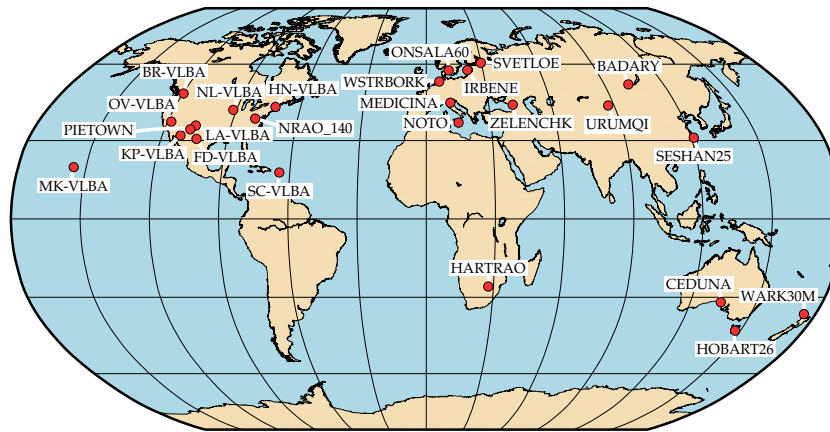 ONSALA60
SVETLOE
BR-VLBA
NL-VLBA
HN-VLBA
WSTRBORK
IRBENE
BADARY
OV-VLBA
MEDICINA
PIETOWN
LA-VLBA
NRAO_140
NOTO
ZELENCHK
URUMQI
KP-VLBA
FD-VLBA
SESHAN25
MK-VLBA
SC-VLBA
HARTRAO
CEDUNA
WARK30M
HOBART26